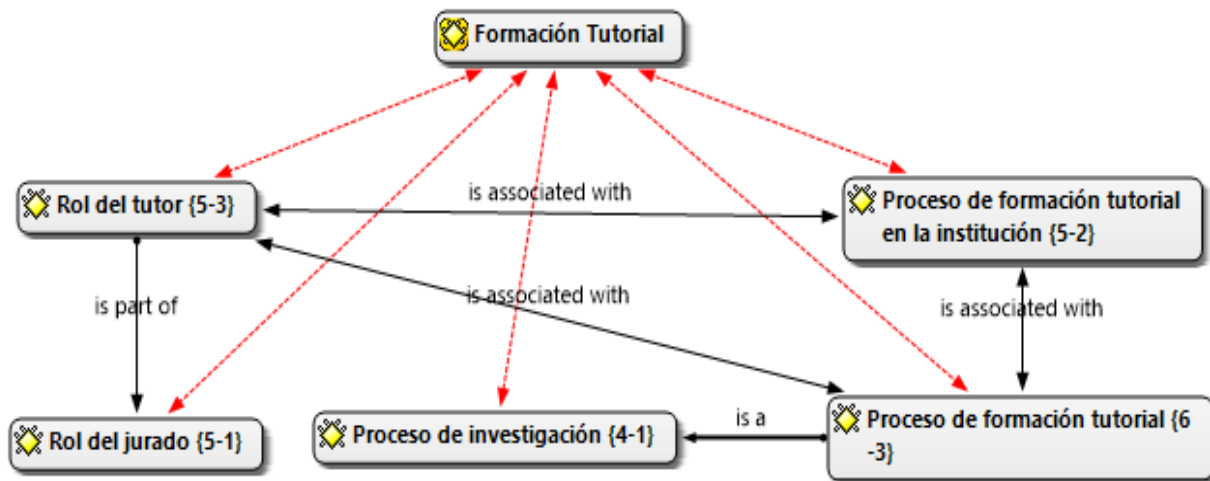 Formación Tutorial
is associated with
Rol del tutor {5-3}
Proceso de formación tutorial
en la institución {5-2}
is part of
is associated with
is associated with
Rol del jurado {5-1}
Proceso de investigación {4-1}
is a
Proceso de formación tutorial {6
-3}